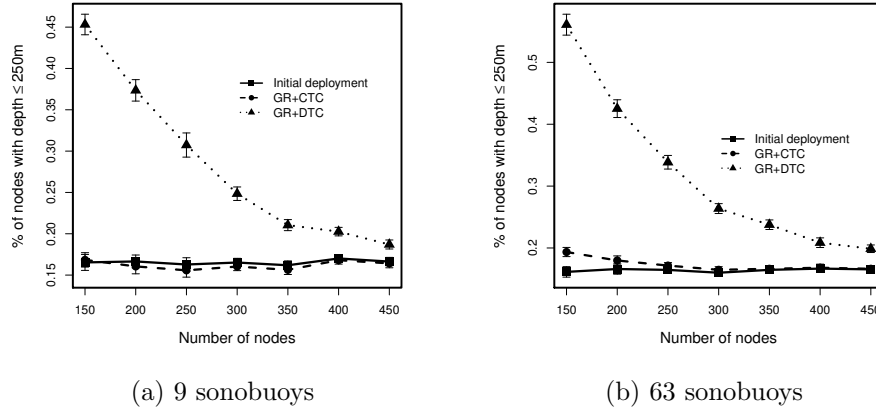 % of nodes with depth ≤ 250m
0.45
0.40
0.35
0.30
0.25
0.20
0.15
Initial deployment
GR+CTC
GR+DTC
150 200 250 300 350 400 450
Number of nodes
(a) 9 sonobuoys
% of nodes with depth ≤ 250m
0.5
0.4
0.3
0.2
Initial deployment
GR+CTC
GR+DTC
150 200 250 300 350 400 450
Number of nodes
(b) 63 sonobuoys